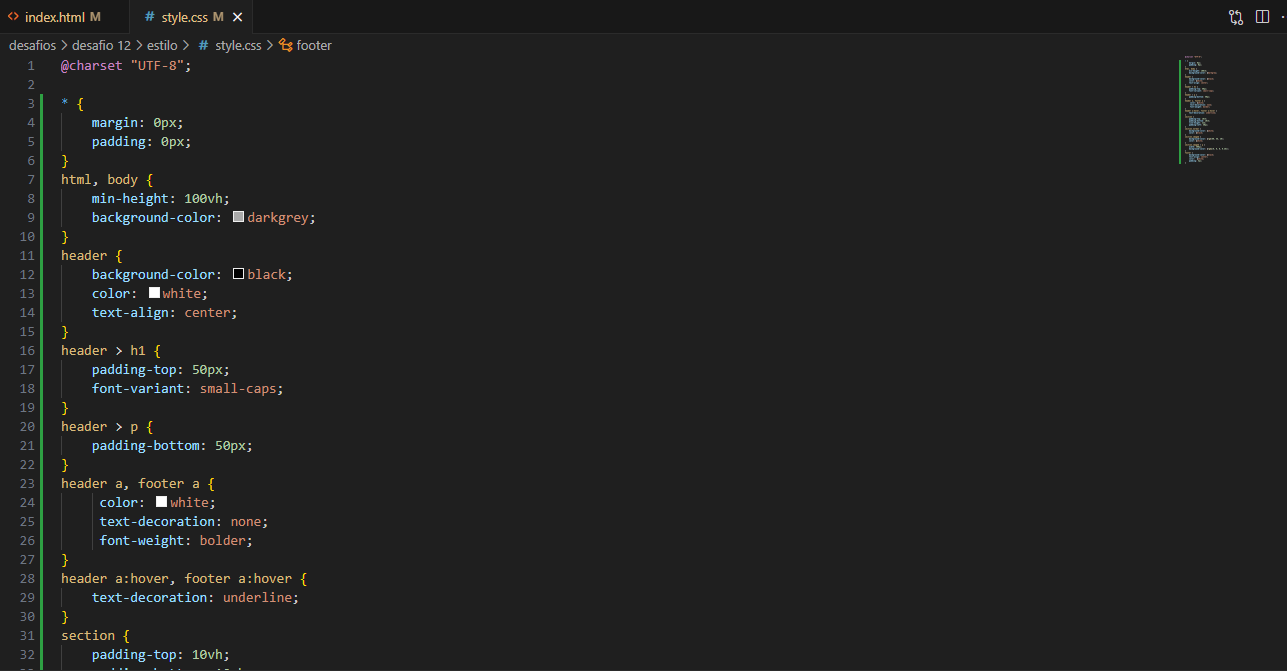 index.html M
# style.css M
desafios > desafio 12 > estilo > # style.css > footer
1 @charset "UTF-8";
2
3 * {
4 margin: 0px;
5 padding: 0px;
6 }
7 html, body {
8 min-height: 100vh;
9 background-color: darkgrey;
10 }
11 header {
12 background-color: black;
13 color: white;
14 text-align: center;
15 }
16 header > h1 {
17 padding-top: 50px;
18 font-variant: small-caps;
19 }
20 header > p {
21 padding-bottom: 50px;
22 }
23 header a, footer a {
24 color: white;
25 text-decoration: none;
26 font-weight: bolder;
27 }
28 header a:hover, footer a:hover {
29 text-decoration: underline;
30 }
31 section {
32 padding-top: 10vh;